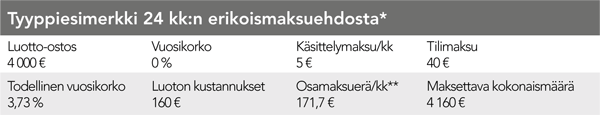 Tyyppiesimerkki 24 kk:n erikoismaksuehdosta*
Luotto-ostos Vuosikorko Käsittelymaksu/kk Tilimaksu
4 000 € 0 % 5 € 40 €
Todellinen vuosikorko Luoton kustannukset Osamaksuerä/kk** Maksettava kokonaismäärä
3,73 % 160 € 171,7 € 4 160 €